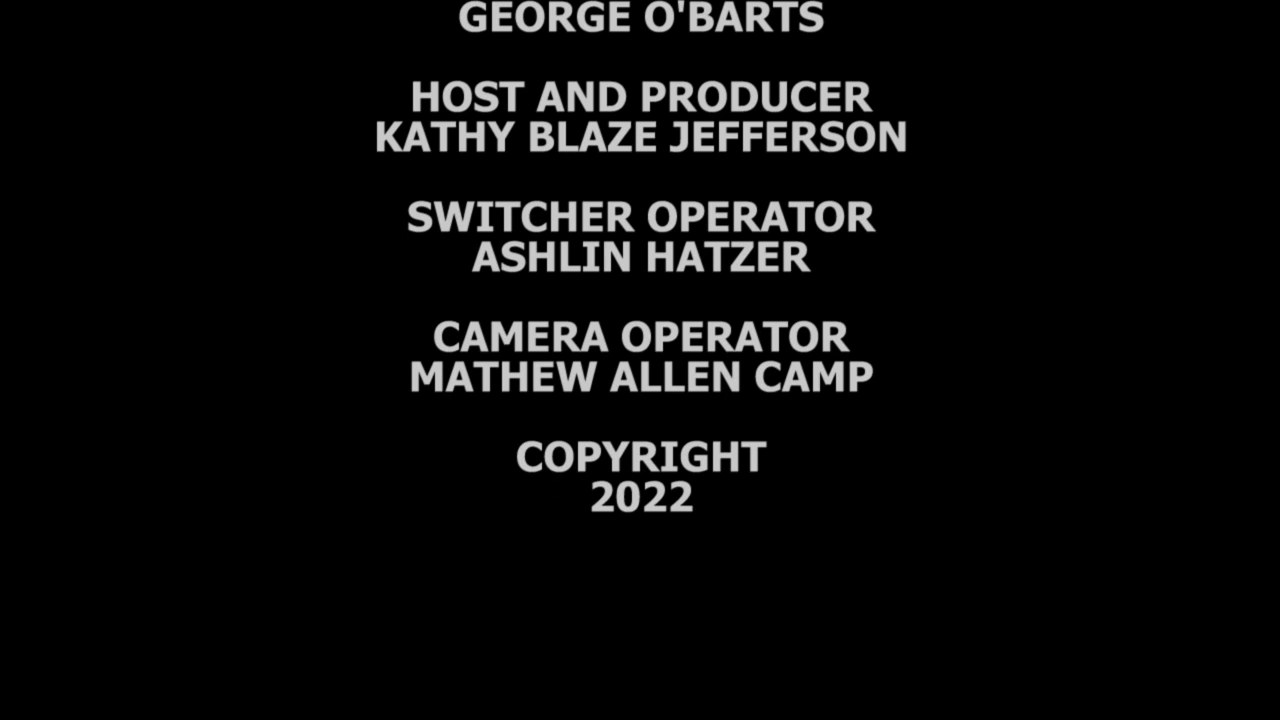 GEORGE O'BARTS
HOST AND PRODUCER
KATHY BLAZE JEFFERSON
SWITCHER OPERATOR
ASHLIN HATZER
CAMERA OPERATOR
MATHEW ALLEN CAMP
COPYRIGHT
2022